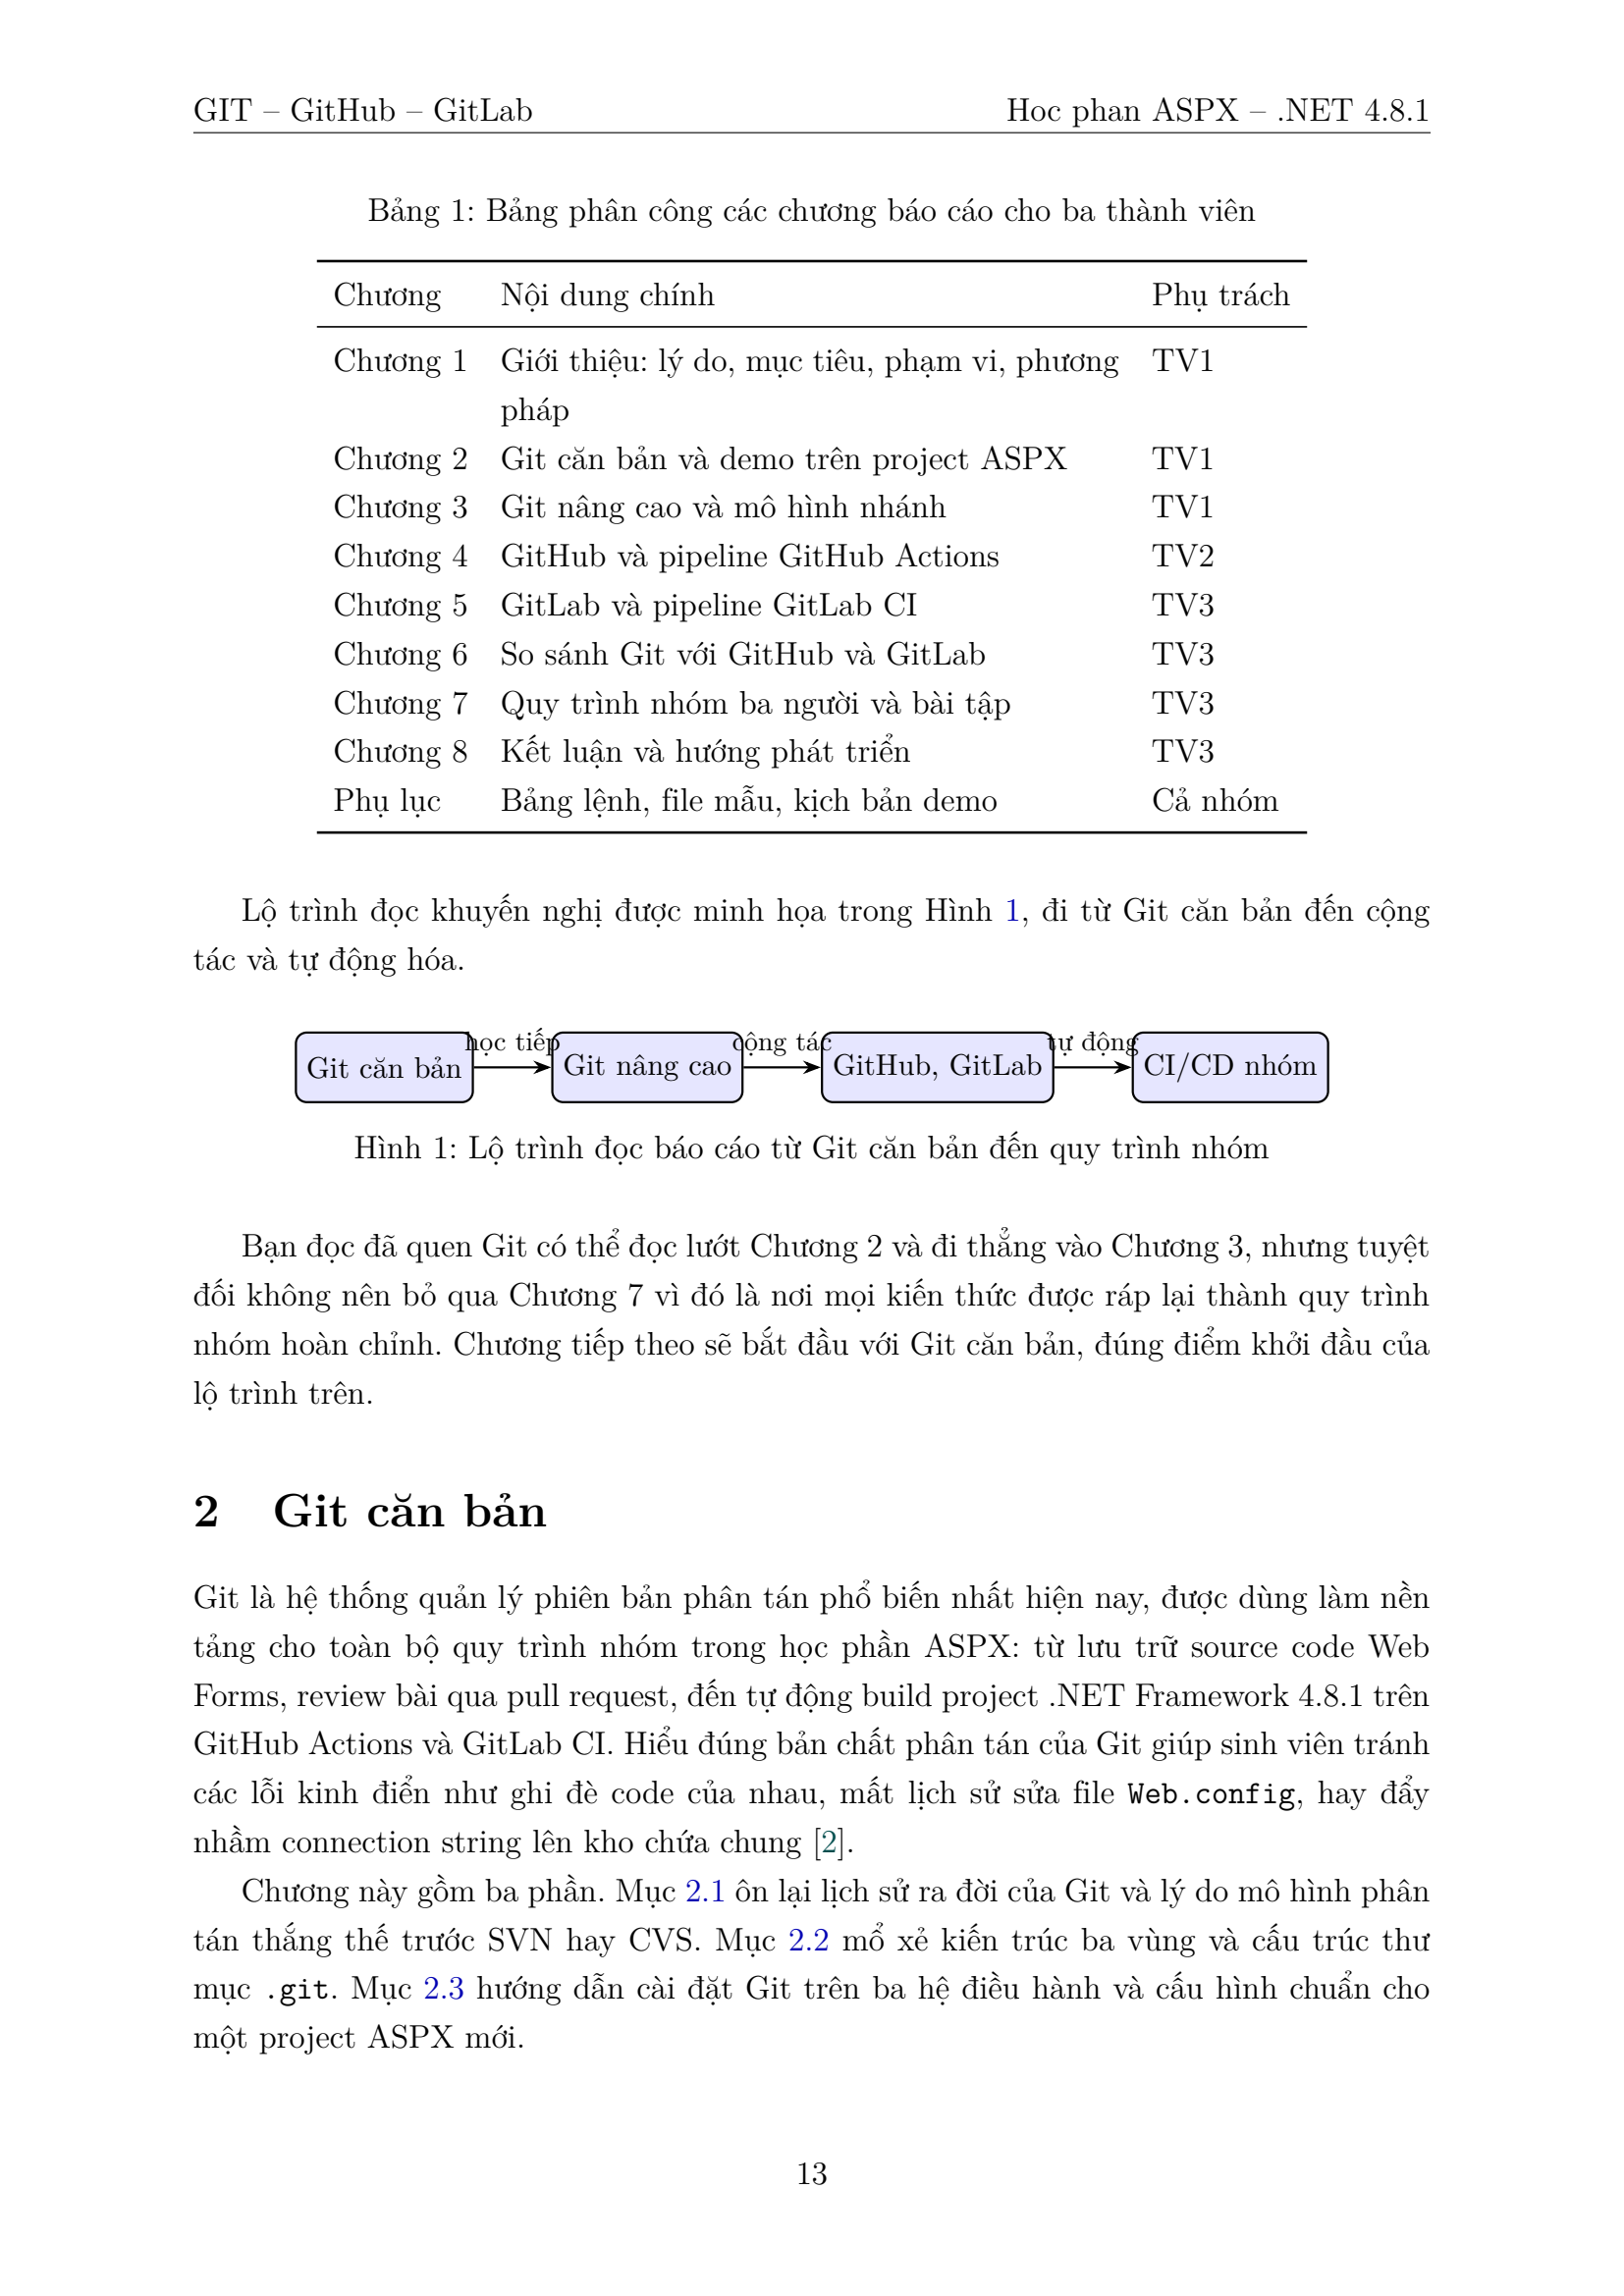 GIT – GitHub – GitLab Hoc phan ASPX – .NET 4.8.1
Bảng 1: Bảng phân công các chương báo cáo cho ba thành viên
Chương Nội dung chính Phụ trách
Chương 1 Giới thiệu: lý do, mục tiêu, phạm vi, phương TV1
pháp
Chương 2 Git căn bản và demo trên project ASPX TV1
Chương 3 Git nâng cao và mô hình nhánh TV1
Chương 4 GitHub và pipeline GitHub Actions TV2
Chương 5 GitLab và pipeline GitLab CI TV3
Chương 6 So sánh Git với GitHub và GitLab TV3
Chương 7 Quy trình nhóm ba người và bài tập TV3
Chương 8 Kết luận và hướng phát triển TV3
Phụ lục Bảng lệnh, file mẫu, kịch bản demo Cả nhóm
Lộ trình đọc khuyến nghị được minh họa trong Hình 1, đi từ Git căn bản đến cộng
tác và tự động hóa.
học tiếp cộng tác tự động
Git căn bản Git nâng cao GitHub, GitLab CI/CD nhóm
Hình 1: Lộ trình đọc báo cáo từ Git căn bản đến quy trình nhóm
Bạn đọc đã quen Git có thể đọc lướt Chương 2 và đi thẳng vào Chương 3, nhưng tuyệt
đối không nên bỏ qua Chương 7 vì đó là nơi mọi kiến thức được ráp lại thành quy trình
nhóm hoàn chỉnh. Chương tiếp theo sẽ bắt đầu với Git căn bản, đúng điểm khởi đầu của
lộ trình trên.
2 Git căn bản
Git là hệ thống quản lý phiên bản phân tán phổ biến nhất hiện nay, được dùng làm nền
tảng cho toàn bộ quy trình nhóm trong học phần ASPX: từ lưu trữ source code Web
Forms, review bài qua pull request, đến tự động build project .NET Framework 4.8.1 trên
GitHub Actions và GitLab CI. Hiểu đúng bản chất phân tán của Git giúp sinh viên tránh
các lỗi kinh điển như ghi đè code của nhau, mất lịch sử sửa file Web.config, hay đẩy
nhầm connection string lên kho chứa chung [2].
Chương này gồm ba phần. Mục 2.1 ôn lại lịch sử ra đời của Git và lý do mô hình phân
tán thắng thế trước SVN hay CVS. Mục 2.2 mổ xẻ kiến trúc ba vùng và cấu trúc thư
mục .git. Mục 2.3 hướng dẫn cài đặt Git trên ba hệ điều hành và cấu hình chuẩn cho
một project ASPX mới.
13